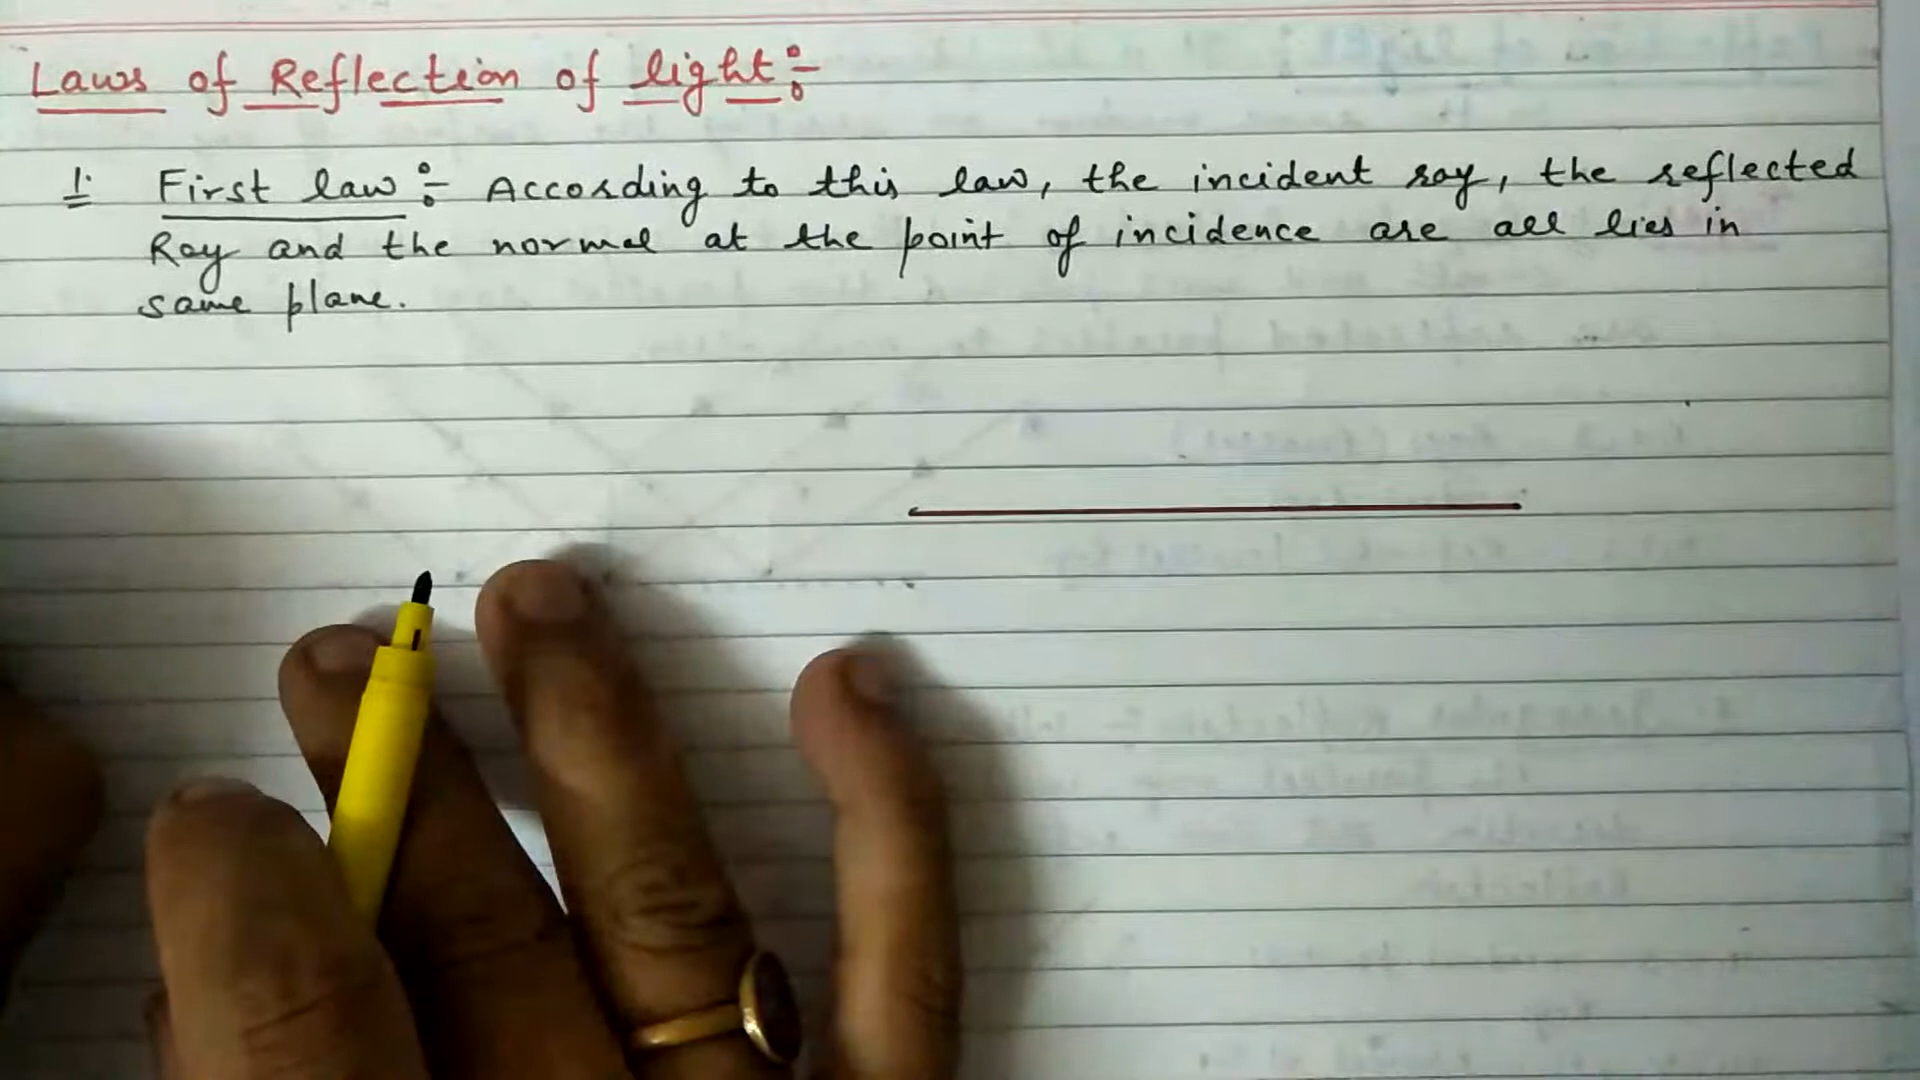 Laws of Reflection of light :-
1. First law :- According to this law, the incident ray, the reflected
Ray and the normal at the point of incidence are all lies in
same plane.